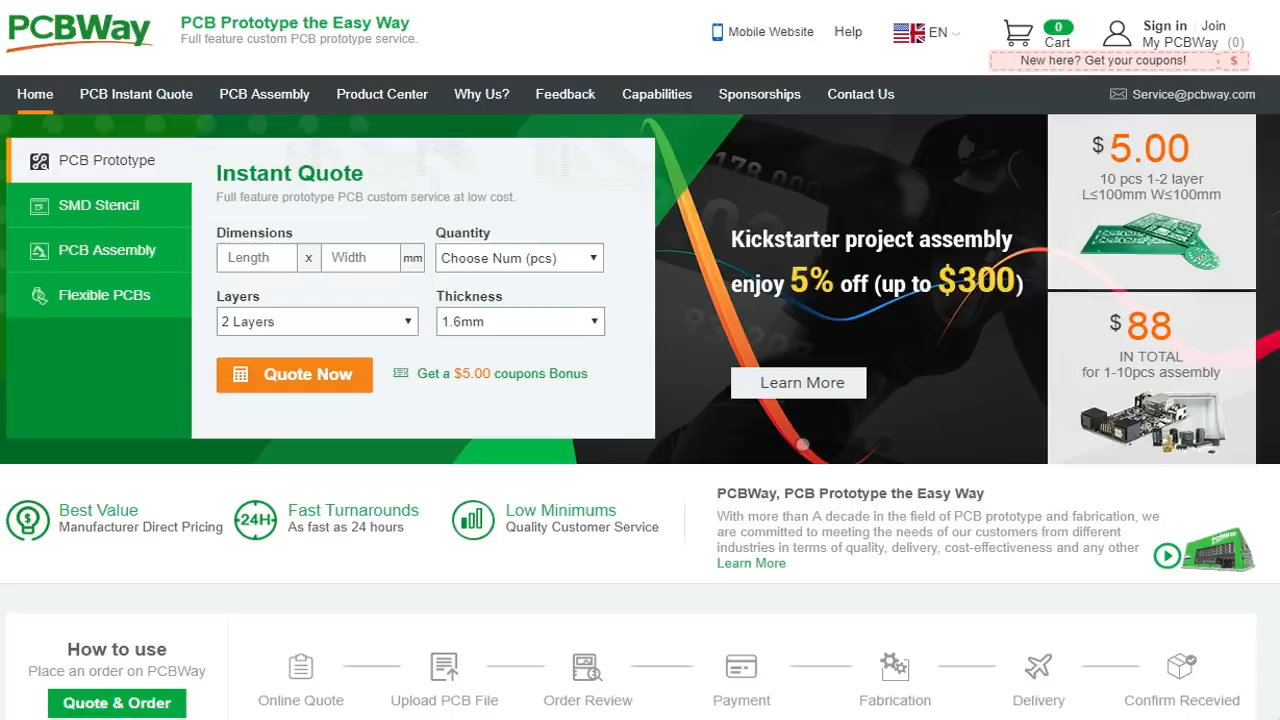 PCBWay
PCB Prototype the Easy Way
Full feature custom PCB prototype service.
Mobile Website
Help
EN
0
Cart
Sign in Join
My PCBWay (0)
New here? Get your coupons! $
Home PCB Instant Quote PCB Assembly Product Center Why Us? Feedback Capabilities Sponsorships Contact Us Service@pcbway.com
PCB Prototype
SMD Stencil
PCB Assembly
Flexible PCBs
Instant Quote
Full feature prototype PCB custom service at low cost.
Dimensions Quantity
Length x Width mm Choose Num (pcs)
Layers Thickness
2 Layers 1.6mm
Quote Now Get a $5.00 coupons Bonus
Kickstarter project assembly
enjoy 5% off (up to $300)
Learn More
$ 5.00
10 pcs 1-2 layer
L≤100mm W≤100mm
$ 88
IN TOTAL
for 1-10pcs assembly
Best Value
Manufacturer Direct Pricing
24H
Fast Turnarounds
As fast as 24 hours
Low Minimums
Quality Customer Service
PCBWay, PCB Prototype the Easy Way
With more than A decade in the field of PCB prototype and fabrication, we
are committed to meeting the needs of our customers from different
industries in terms of quality, delivery, cost-effectiveness and any other
Learn More
PCBWay
How to use
Place an order on PCBWay
Quote & Order
Online Quote Upload PCB File Order Review Payment Fabrication Delivery Confirm Recevied